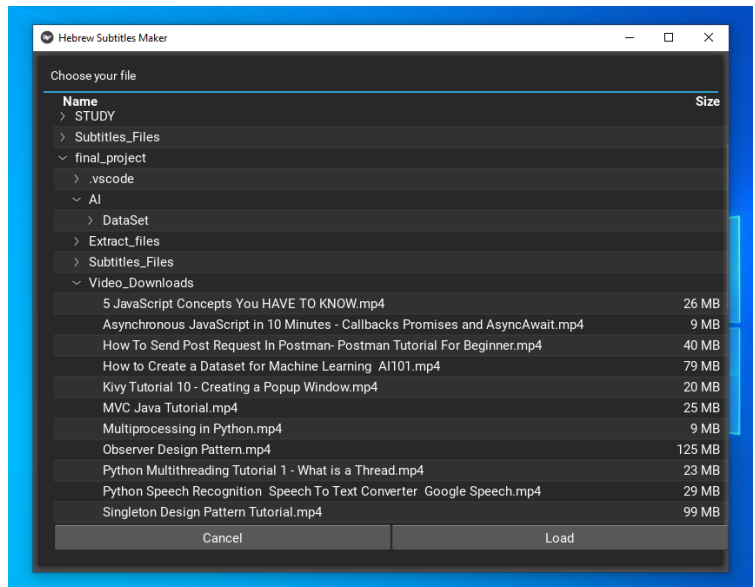 Hebrew Subtitles Maker
Choose your file
Name Size
STUDY
Subtitles_Files
final_project
.vscode
AI
DataSet
Extract_files
Subtitles_Files
Video_Downloads
5 JavaScript Concepts You HAVE TO KNOW.mp4 26 MB
Asynchronous JavaScript in 10 Minutes - Callbacks Promises and AsyncAwait.mp4 9 MB
How To Send Post Request In Postman- Postman Tutorial For Beginner.mp4 40 MB
How to Create a Dataset for Machine Learning  AI101.mp4 79 MB
Kivy Tutorial 10 - Creating a Popup Window.mp4 20 MB
MVC Java Tutorial.mp4 25 MB
Multiprocessing in Python.mp4 9 MB
Observer Design Pattern.mp4 125 MB
Python Multithreading Tutorial 1 - What is a Thread.mp4 23 MB
Python Speech Recognition  Speech To Text Converter  Google Speech.mp4 29 MB
Singleton Design Pattern Tutorial.mp4 99 MB
Cancel Load